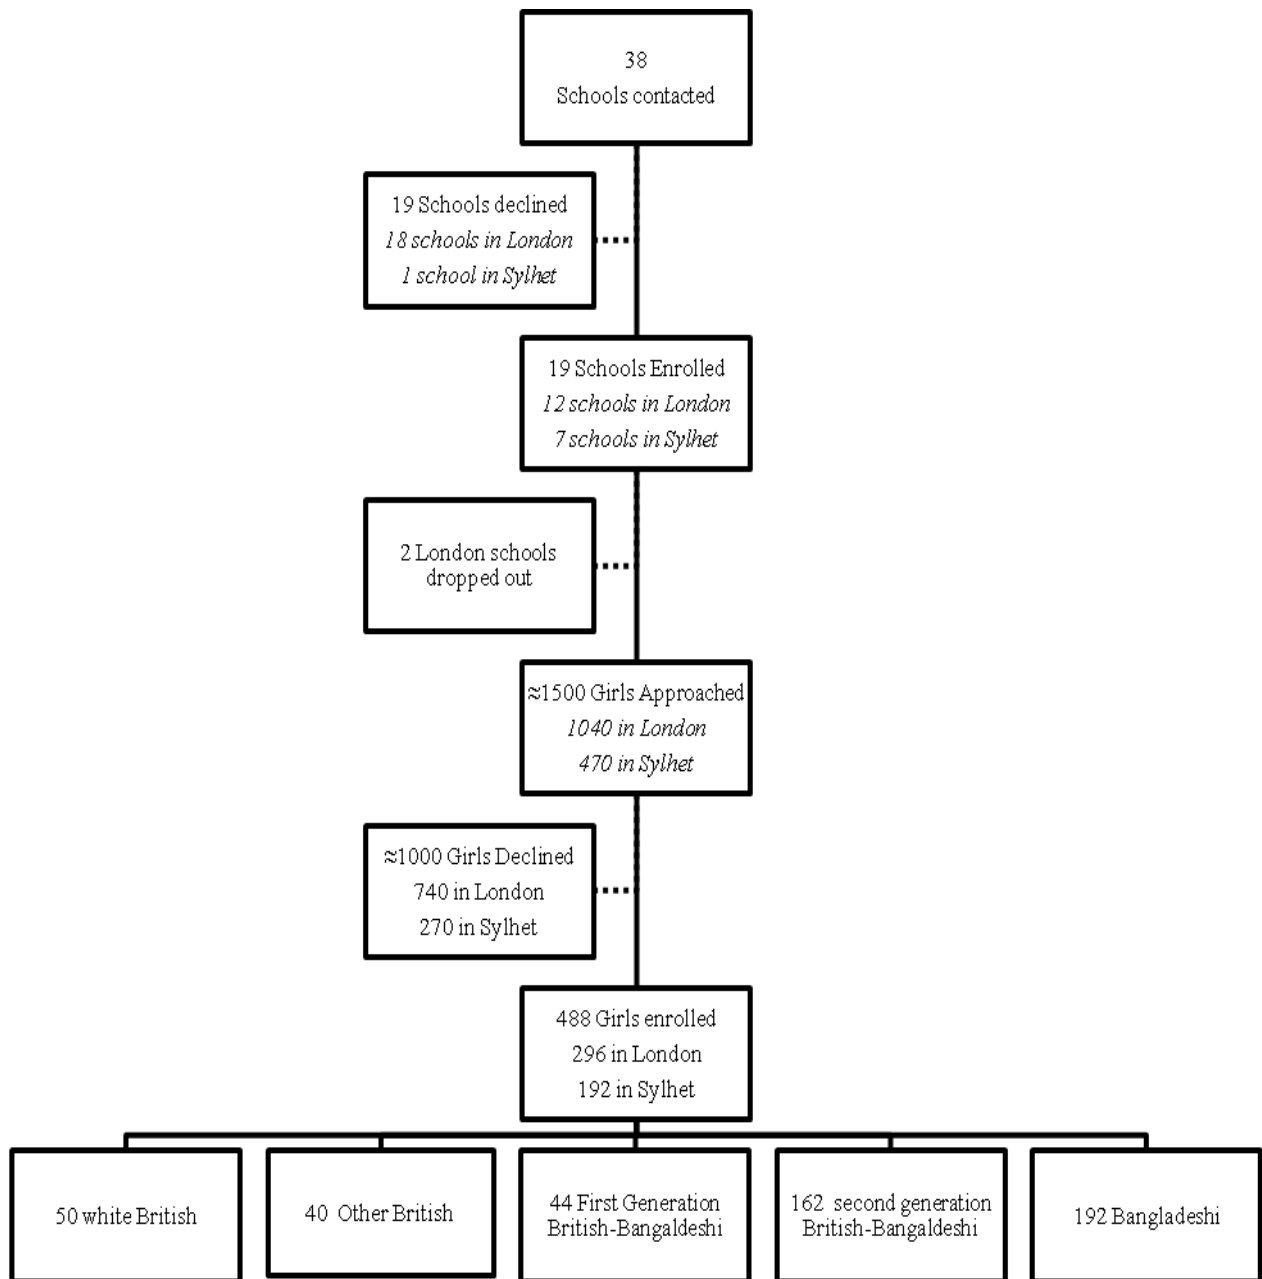 38
Schools contacted
19 Schools declined
18 schools in London
1 school in Sylhet
19 Schools Enrolled
12 schools in London
7 schools in Sylhet
2 London schools
dropped out
≈1500 Girls Approached
1040 in London
470 in Sylhet
≈1000 Girls Declined
740 in London
270 in Sylhet
488 Girls enrolled
296 in London
192 in Sylhet
50 white British
40 Other British
44 First Generation
British-Bangaldeshi
162 second generation
British-Bangaldeshi
192 Bangladeshi